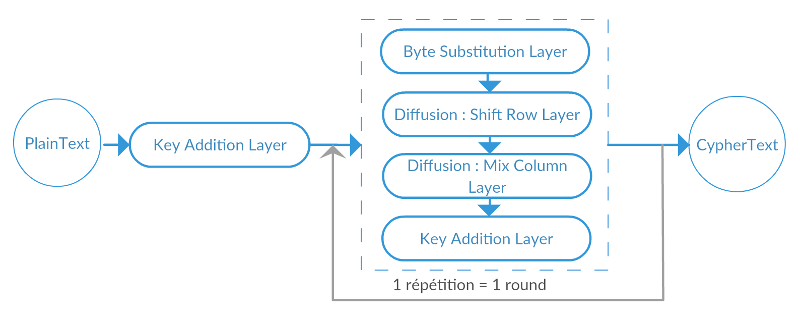 Byte Substitution Layer
Diffusion : Shift Row Layer
PlainText
Key Addition Layer
CypherText
Diffusion : Mix Column
Layer
Key Addition Layer
1 répétition = 1 round